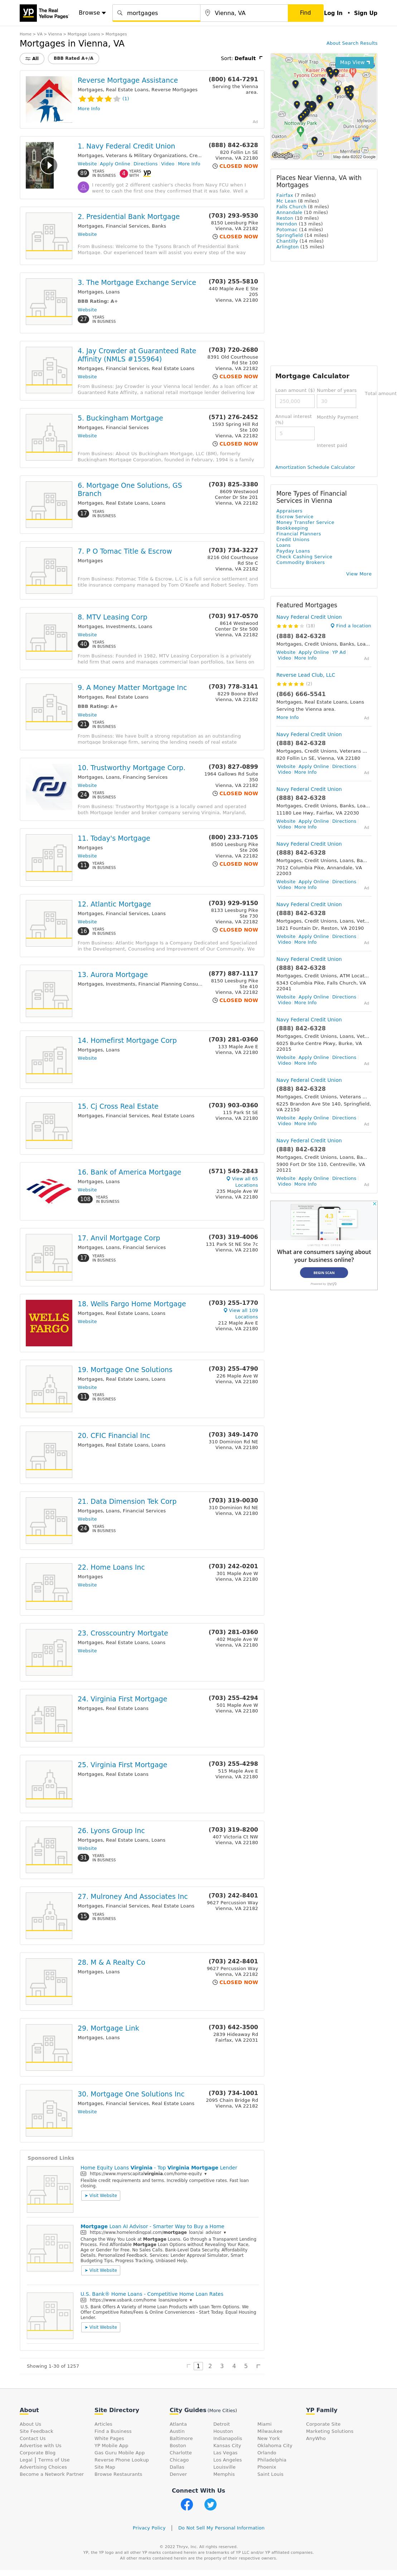 YP The Real
Yellow Pages
Browse
mortgages
Vienna, VA
Find
Log In • Sign Up
Home > VA > Vienna > Mortgage Loans > Mortgages
Mortgages in Vienna, VA
About Search Results
All
BBB Rated A+/A
Sort: Default
Reverse Mortgage Assistance
Mortgages, Real Estate Loans, Reverse Mortgages
(1)
More Info
(800) 614-7291
Serving the Vienna
area.
Ad
1. Navy Federal Credit Union
Mortgages, Veterans & Military Organizations, Cre...
Website Apply Online Directions Video More Info
89 YEARS
IN BUSINESS
4 YEARS
WITH yp
I recently got 2 different cashier's checks from Navy FCU when I
went to cash the first one they confirmed that it was fake. Well a
(888) 842-6328
820 Follin Ln SE
Vienna, VA 22180
CLOSED NOW
2. Presidential Bank Mortgage
Mortgages, Financial Services, Banks
Website
From Business: Welcome to the Tysons Branch of Presidential Bank
Mortgage. Our experienced team will assist you every step of the way
(703) 293-9530
8150 Leesburg Pike
Vienna, VA 22182
CLOSED NOW
3. The Mortgage Exchange Service
Mortgages, Loans
BBB Rating: A+
Website
27 YEARS
IN BUSINESS
(703) 255-5810
440 Maple Ave E Ste
205
Vienna, VA 22180
4. Jay Crowder at Guaranteed Rate
Affinity (NMLS #155964)
Mortgages, Financial Services, Real Estate Loans
Website
From Business: Jay Crowder is your Vienna local lender. As a loan officer at
Guaranteed Rate Affinity, a national retail mortgage lender delivering low
(703) 720-2680
8391 Old Courthouse
Rd Ste 100
Vienna, VA 22182
CLOSED NOW
5. Buckingham Mortgage
Mortgages, Financial Services
Website
From Business: About Us Buckingham Mortgage, LLC (BM), formerly
Buckingham Mortgage Corporation, founded in February, 1994 is a family
(571) 276-2452
1593 Spring Hill Rd
Ste 100
Vienna, VA 22182
CLOSED NOW
6. Mortgage One Solutions, GS
Branch
Mortgages, Real Estate Loans, Loans
17 YEARS
IN BUSINESS
(703) 825-3380
8609 Westwood
Center Dr Ste 201
Vienna, VA 22182
7. P O Tomac Title & Escrow
Mortgages
From Business: Potomac Title & Escrow, L.C is a full service settlement and
title insurance company managed by Tom O'Keefe and Robert Seeley, Tom
(703) 734-3227
8216 Old Courthouse
Rd Ste C
Vienna, VA 22182
8. MTV Leasing Corp
Mortgages, Investments, Loans
Website
40 YEARS
IN BUSINESS
From Business: Founded in 1982, MTV Leasing Corporation is a privately
held firm that owns and manages commercial loan portfolios, tax liens on
(703) 917-0570
8614 Westwood
Center Dr Ste 500
Vienna, VA 22182
9. A Money Matter Mortgage Inc
Mortgages, Real Estate Loans
BBB Rating: A+
Website
21 YEARS
IN BUSINESS
From Business: We have built a strong reputation as an outstanding
mortgage brokerage firm, serving the lending needs of real estate
(703) 778-3141
8229 Boone Blvd
Vienna, VA 22182
10. Trustworthy Mortgage Corp.
Mortgages, Loans, Financing Services
Website
24 YEARS
IN BUSINESS
From Business: Trustworthy Mortgage is a locally owned and operated
both Mortgage lender and broker company serving Virginia, Maryland,
(703) 827-0899
1984 Gallows Rd Suite
350
Vienna, VA 22182
CLOSED NOW
11. Today's Mortgage
Mortgages
Website
11 YEARS
IN BUSINESS
(800) 233-7105
8500 Leesburg Pike
Ste 206
Vienna, VA 22182
CLOSED NOW
12. Atlantic Mortgage
Mortgages, Financial Services, Loans
Website
16 YEARS
IN BUSINESS
From Business: Atlantic Mortgage is a Company Dedicated and Specialised
in the Development, Counseling and Improvement of Our Community. We
(703) 929-9150
8133 Leesburg Pike
Ste 730
Vienna, VA 22182
CLOSED NOW
13. Aurora Mortgage
Mortgages, Investments, Financial Planning Consu...
(877) 887-1117
8150 Leesburg Pike
Ste 410
Vienna, VA 22182
CLOSED NOW
14. Homefirst Mortgage Corp
Mortgages, Loans
Website
(703) 281-0360
133 Maple Ave E
Vienna, VA 22180
15. Cj Cross Real Estate
Mortgages, Financial Services, Real Estate Loans
(703) 903-0360
115 Park St SE
Vienna, VA 22180
16. Bank of America Mortgage
Mortgages, Loans
Website
108 YEARS
IN BUSINESS
(571) 549-2843
View all 85
Locations
235 Maple Ave W
Vienna, VA 22180
17. Anvil Mortgage Corp
Mortgages, Loans, Financial Services
17 YEARS
IN BUSINESS
(703) 319-4006
131 Park St NE Ste 7c
Vienna, VA 22180
WELLS
FARGO
18. Wells Fargo Home Mortgage
Mortgages, Real Estate Loans, Loans
Website
(703) 255-1770
View all 109
Locations
212 Maple Ave E
Vienna, VA 22180
19. Mortgage One Solutions
Mortgages, Real Estate Loans, Loans
Website
11 YEARS
IN BUSINESS
(703) 255-4790
226 Maple Ave W
Vienna, VA 22180
20. CFIC Financial Inc
Mortgages, Real Estate Loans, Loans
(703) 349-1470
310 Dominion Rd NE
Vienna, VA 22180
21. Data Dimension Tek Corp
Mortgages, Loans, Financial Services
Website
24 YEARS
IN BUSINESS
(703) 319-0030
310 Dominion Rd NE
Vienna, VA 22180
22. Home Loans Inc
Mortgages
Website
(703) 242-0201
301 Maple Ave W
Vienna, VA 22180
23. Crosscountry Mortgate
Mortgages, Real Estate Loans, Loans
Website
(703) 281-0360
402 Maple Ave W
Vienna, VA 22180
24. Virginia First Mortgage
Mortgages, Real Estate Loans
(703) 255-4294
501 Maple Ave W
Vienna, VA 22180
25. Virginia First Mortgage
Mortgages, Real Estate Loans
(703) 255-4298
515 Maple Ave E
Vienna, VA 22180
26. Lyons Group Inc
Mortgages, Real Estate Loans, Loans
Website
31 YEARS
IN BUSINESS
(703) 319-8200
407 Victoria Ct NW
Vienna, VA 22180
27. Mulroney And Associates Inc
Mortgages, Financial Services, Real Estate Loans
15 YEARS
IN BUSINESS
(703) 242-8401
9627 Percussion Way
Vienna, VA 22182
28. M & A Realty Co
Mortgages, Loans
(703) 242-8401
9627 Percussion Way
Vienna, VA 22182
CLOSED NOW
29. Mortgage Link
Mortgages, Loans
(703) 642-3500
2839 Hideaway Rd
Fairfax, VA 22031
30. Mortgage One Solutions Inc
Mortgages, Financial Services, Real Estate Loans
Website
(703) 734-1001
2095 Chain Bridge Rd
Vienna, VA 22182
Sponsored Links
Home Equity Loans Virginia - Top Virginia Mortgage Lender
Ad https://www.truerocapitalvirginia.com/home-equity
Flexible credit requirements and terms. Incredibly competitive rates. Fast loan
closing.
Visit Website
Mortgage Loan AI Advisor - Smarter Way to Buy a Home
Change the Way You Look at Mortgage Loans. Go through a Transparent Lending
Process. Find Affordable Mortgage Loan Options without Revealing Your Race,
Age or Gender for Free. No Sales Calls. Bank-Level Data Security. Affordability
Details. Personalized Feedback. Services: Lender Approval Simulator, Smart
Budgeting Tips, Mortgage Tracking, Unbiased Help.
Visit Website
U.S. Bank® Home Loans - Competitive Home Loan Rates
Ad https://www.usbank.com/home_loans/explore
U.S. Bank Offers A Variety of Home Loan Products with Loan Term Options. We
Offer Competitive Rates/Fees & Online Conveniences - Start Today. Equal Housing
Lender.
Visit Website
Showing 1-30 of 1257
1 2 3 4 5
Map View
Google
Map data ©2022 Google
Places Near Vienna, VA with
Mortgages
Fairfax (7 miles)
Mc Lean (8 miles)
Falls Church (8 miles)
Annandale (10 miles)
Reston (10 miles)
Herndon (13 miles)
Potomac (14 miles)
Springfield (14 miles)
Chantilly (14 miles)
Arlington (15 miles)
Mortgage Calculator
Loan amount ($) Number of years
Total amount
250,000 30
Annual interest
(%)
Monthly Payment
5
Interest paid
Amortization Schedule Calculator
More Types of Financial
Services in Vienna
Appraisers
Escrow Service
Money Transfer Service
Bookkeeping
Financial Planners
Credit Unions
Loans
Payday Loans
Check Cashing Service
Commodity Brokers
View More
Featured Mortgages
Navy Federal Credit Union
(18) Find a location
(888) 842-6328
Mortgages, Credit Unions, Banks, Loa...
Website Apply Online YP Ad
Video More Info
Ad
Reverse Lead Club, LLC
(2)
(866) 666-5541
Mortgages, Real Estate Loans, Loans
Serving the Vienna area.
More Info
Ad
Navy Federal Credit Union
(888) 842-6328
Mortgages, Credit Unions, Veterans ...
820 Follin Ln SE, Vienna, VA 22180
Website Apply Online Directions
Video More Info
Ad
Navy Federal Credit Union
(888) 842-6328
Mortgages, Credit Unions, Banks, Loa...
11180 Lee Hwy, Fairfax, VA 22030
Website Apply Online Directions
Video More Info
Ad
Navy Federal Credit Union
(888) 842-6328
Mortgages, Credit Unions, Loans, Ba...
7012 Columbia Pike, Annandale, VA
22003
Website Apply Online Directions
Video More Info
Ad
Navy Federal Credit Union
(888) 842-6328
Mortgages, Credit Unions, Loans, Vet...
1821 Fountain Dr, Reston, VA 20190
Website Apply Online Directions
Video More Info
Ad
Navy Federal Credit Union
(888) 842-6328
Mortgages, Credit Unions, ATM Locat...
6343 Columbia Pike, Falls Church, VA
22041
Website Apply Online Directions
Video More Info
Ad
Navy Federal Credit Union
(888) 842-6328
Mortgages, Credit Unions, Loans, Vet...
6025 Burke Centre Pkwy, Burke, VA
22015
Website Apply Online Directions
Video More Info
Ad
Navy Federal Credit Union
(888) 842-6328
Mortgages, Credit Unions, Veterans ...
6225 Brandon Ave Ste 140, Springfield,
VA 22150
Website Apply Online Directions
Video More Info
Ad
Navy Federal Credit Union
(888) 842-6328
Mortgages, Credit Unions, Loans, Ba...
5900 Fort Dr Ste 110, Centreville, VA
20121
Website Apply Online Directions
Video More Info
Ad
What are consumers saying about
your business online?
BEGIN SCAN
About
About Us
Site Feedback
Contact Us
Advertise with Us
Corporate Blog
Legal | Terms of Use
Advertising Choices
Become a Network Partner
Site Directory
Articles
Find a Business
White Pages
YP Mobile App
Gas Guru Mobile App
Reverse Phone Lookup
Site Map
Browse Restaurants
City Guides (More Cities)
Atlanta
Austin
Baltimore
Boston
Charlotte
Chicago
Dallas
Denver
Detroit
Houston
Indianapolis
Kansas City
Las Vegas
Los Angeles
Louisville
Memphis
Miami
Milwaukee
New York
Oklahoma City
Orlando
Philadelphia
Phoenix
Saint Louis
YP Family
Corporate Site
Marketing Solutions
AnyWho
Connect With Us
Privacy Policy | Do Not Sell My Personal Information
© 2022 Thryv, Inc. All rights reserved.
YP, the YP logo and all other YP marks contained herein are trademarks of YP LLC and/or YP affiliated companies.
All other marks contained herein are the property of their respective owners.